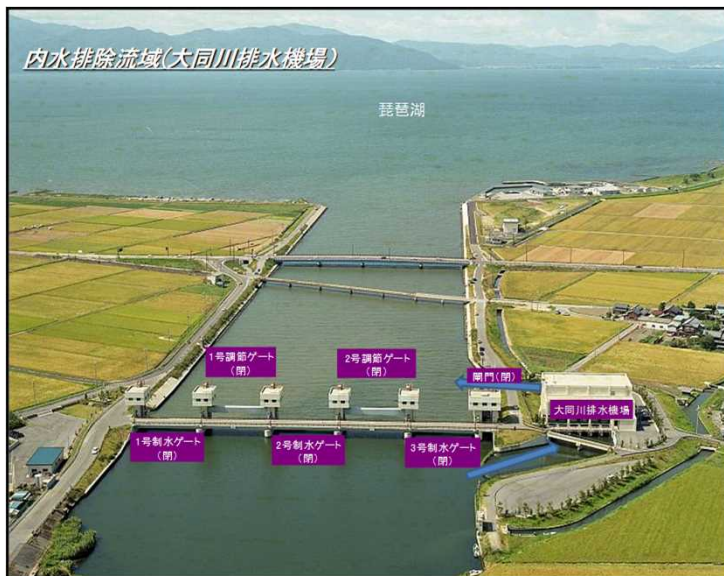 内水排除流域(大同川排水機場)
琵琶湖
1号調節ゲート
(閉)
2号調節ゲート
(閉)
閘門(閉)
大同川排水機場
1号制水ゲート
(閉)
2号制水ゲート
(閉)
3号制水ゲート
(閉)